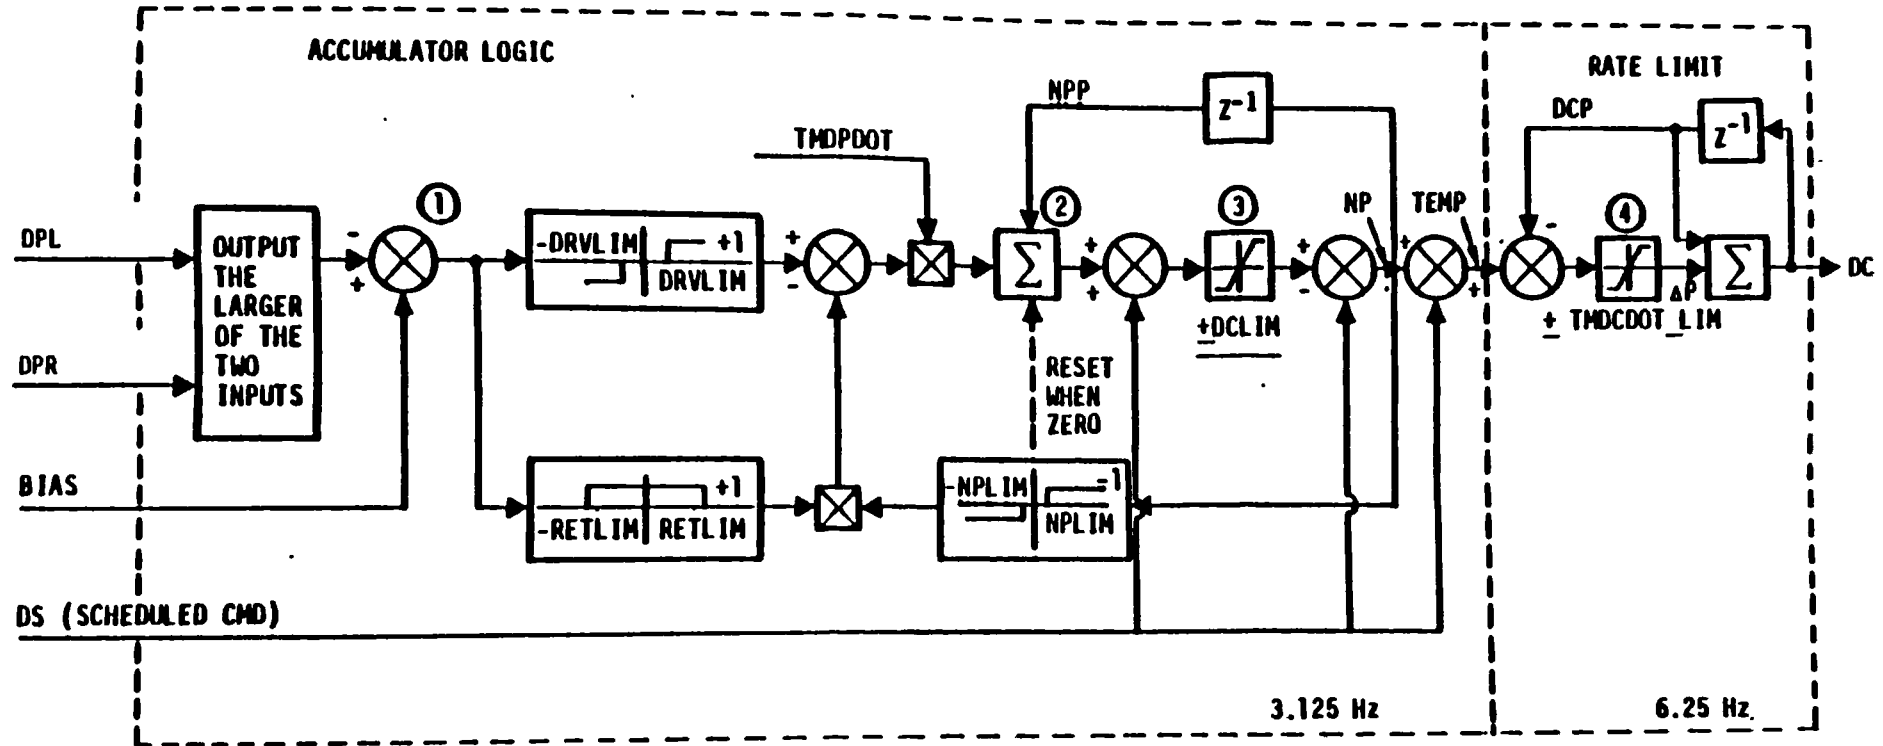 ACCUMULATOR LOGIC
RATE LIMIT
NPP
Z-1
DCP
Z-1
TMDPDOT
1
2
3
NP
TEMP
4
DPL
OUTPUT
THE
LARGER
OF THE
TWO
INPUTS
-
+
-DRVLIM
+1
DRVLIM
+
-
Σ
+
+
+
-
+
+
-
Σ
DC
ΔP
±DCLIM
± TMDCDOT_LIM
DPR
RESET
WHEN
ZERO
BIAS
+1
-RETLIM
RETLIM
-NPLIM
-1
NPLIM
DS (SCHEDULED CMD)
3.125 Hz
6.25 Hz